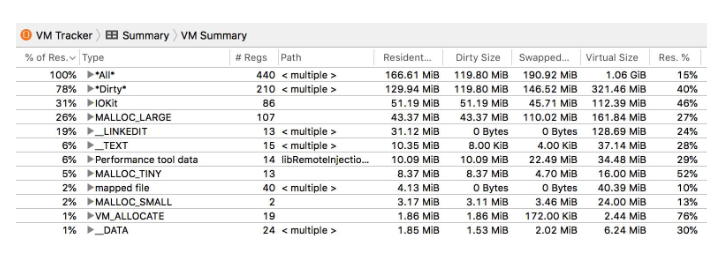 VM Tracker 〉 Summary 〉 VM Summary
% of Res. Type # Regs Path Resident... Dirty Size Swapped... Virtual Size Res. %
100% ▶*All* 440 < multiple > 166.61 MiB 119.80 MiB 190.92 MiB 1.06 GiB 15%
78% ▶*Dirty* 210 < multiple > 129.94 MiB 119.80 MiB 146.52 MiB 321.46 MiB 40%
31% ▶IOKit 86 51.19 MiB 51.19 MiB 45.71 MiB 112.39 MiB 46%
26% ▶MALLOC_LARGE 107 43.37 MiB 43.37 MiB 110.02 MiB 161.84 MiB 27%
19% ▶__LINKEDIT 13 < multiple > 31.12 MiB 0 Bytes 0 Bytes 128.69 MiB 24%
6% ▶__TEXT 15 < multiple > 10.35 MiB 8.00 KiB 4.00 KiB 37.14 MiB 28%
6% ▶Performance tool data 14 libRemoteInjectio... 10.09 MiB 10.09 MiB 22.49 MiB 34.48 MiB 29%
5% ▶MALLOC_TINY 13 8.37 MiB 8.37 MiB 4.70 MiB 16.00 MiB 52%
2% ▶mapped file 40 < multiple > 4.13 MiB 0 Bytes 0 Bytes 40.39 MiB 10%
2% ▶MALLOC_SMALL 2 3.17 MiB 3.11 MiB 3.46 MiB 24.00 MiB 13%
1% ▶VM_ALLOCATE 19 1.86 MiB 1.86 MiB 172.00 KiB 2.44 MiB 76%
1% ▶__DATA 24 < multiple > 1.85 MiB 1.53 MiB 2.02 MiB 6.24 MiB 30%